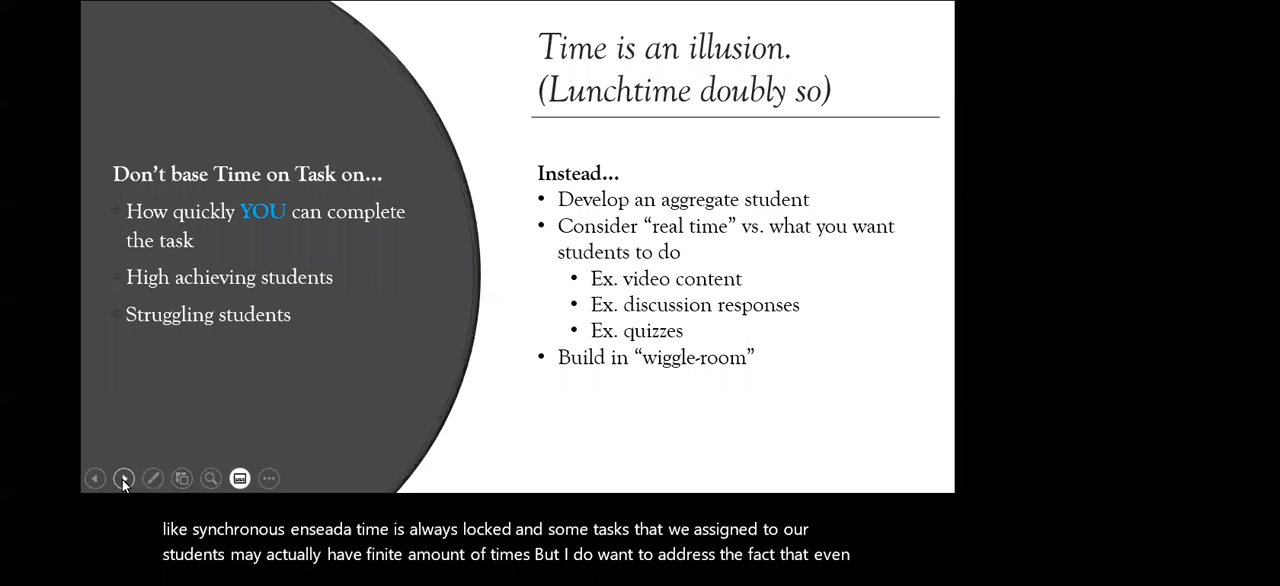 Time is an illusion.
(Lunchtime doubly so)
Don't base Time on Task on...
How quickly YOU can complete
the task
High achieving students
Struggling students
Instead...
• Develop an aggregate student
• Consider "real time" vs. what you want
students to do
• Ex. video content
• Ex. discussion responses
• Ex. quizzes
• Build in "wiggle-room"
like synchronous enseada time is always locked and some tasks that we assigned to our
students may actually have finite amount of times But I do want to address the fact that even